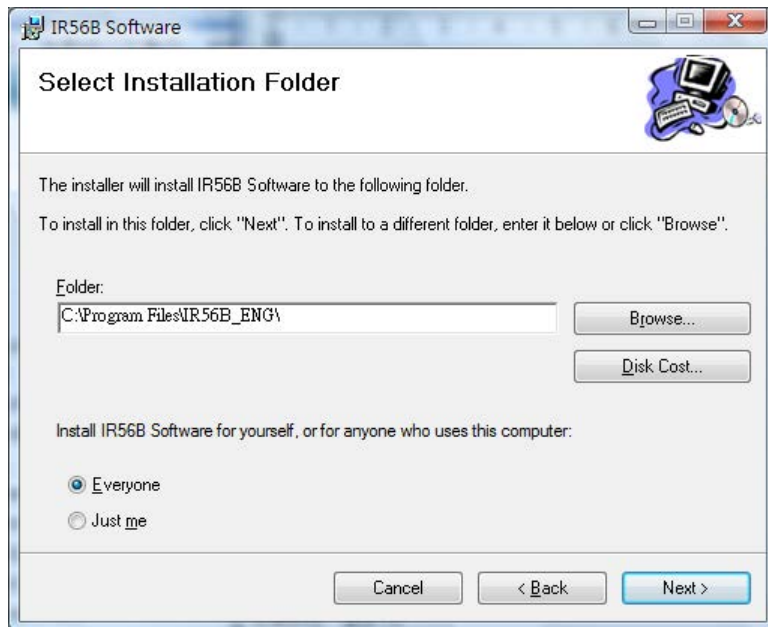 IR56B Software
Select Installation Folder
The installer will install IR56B Software to the following folder.
To install in this folder, click "Next". To install to a different folder, enter it below or click "Browse".
Folder:
C:\Program Files\IR56B_ENG\
Browse...
Disk Cost...
Install IR56B Software for yourself, or for anyone who uses this computer:
Everyone
Just me
Cancel
< Back
Next >